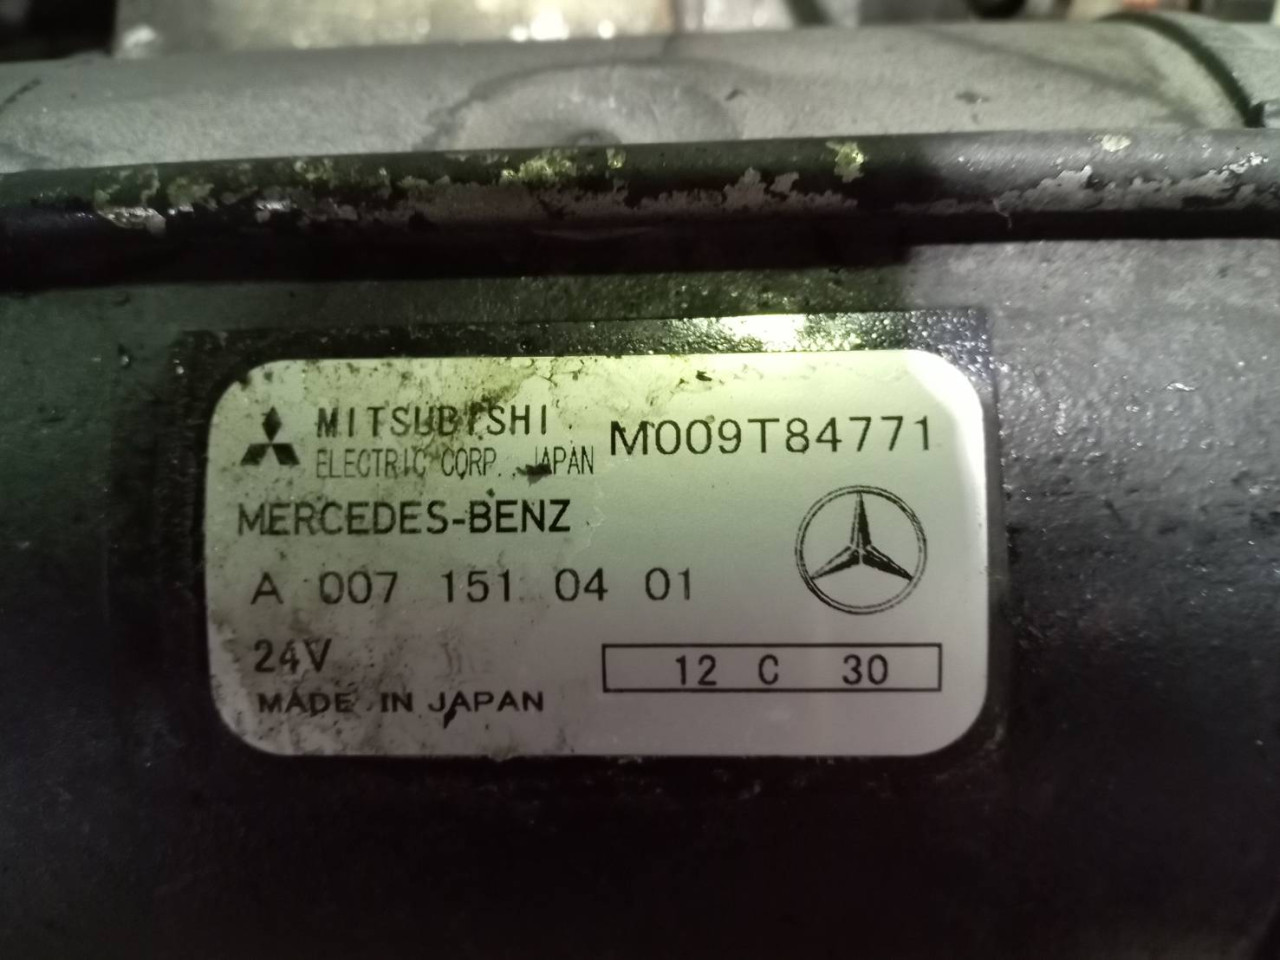 MITSUBISHI
ELECTRIC CORP. JAPAN
M009T84771
MERCEDES-BENZ
A 007 151 04 01
24V
12 C 30
MADE IN JAPAN